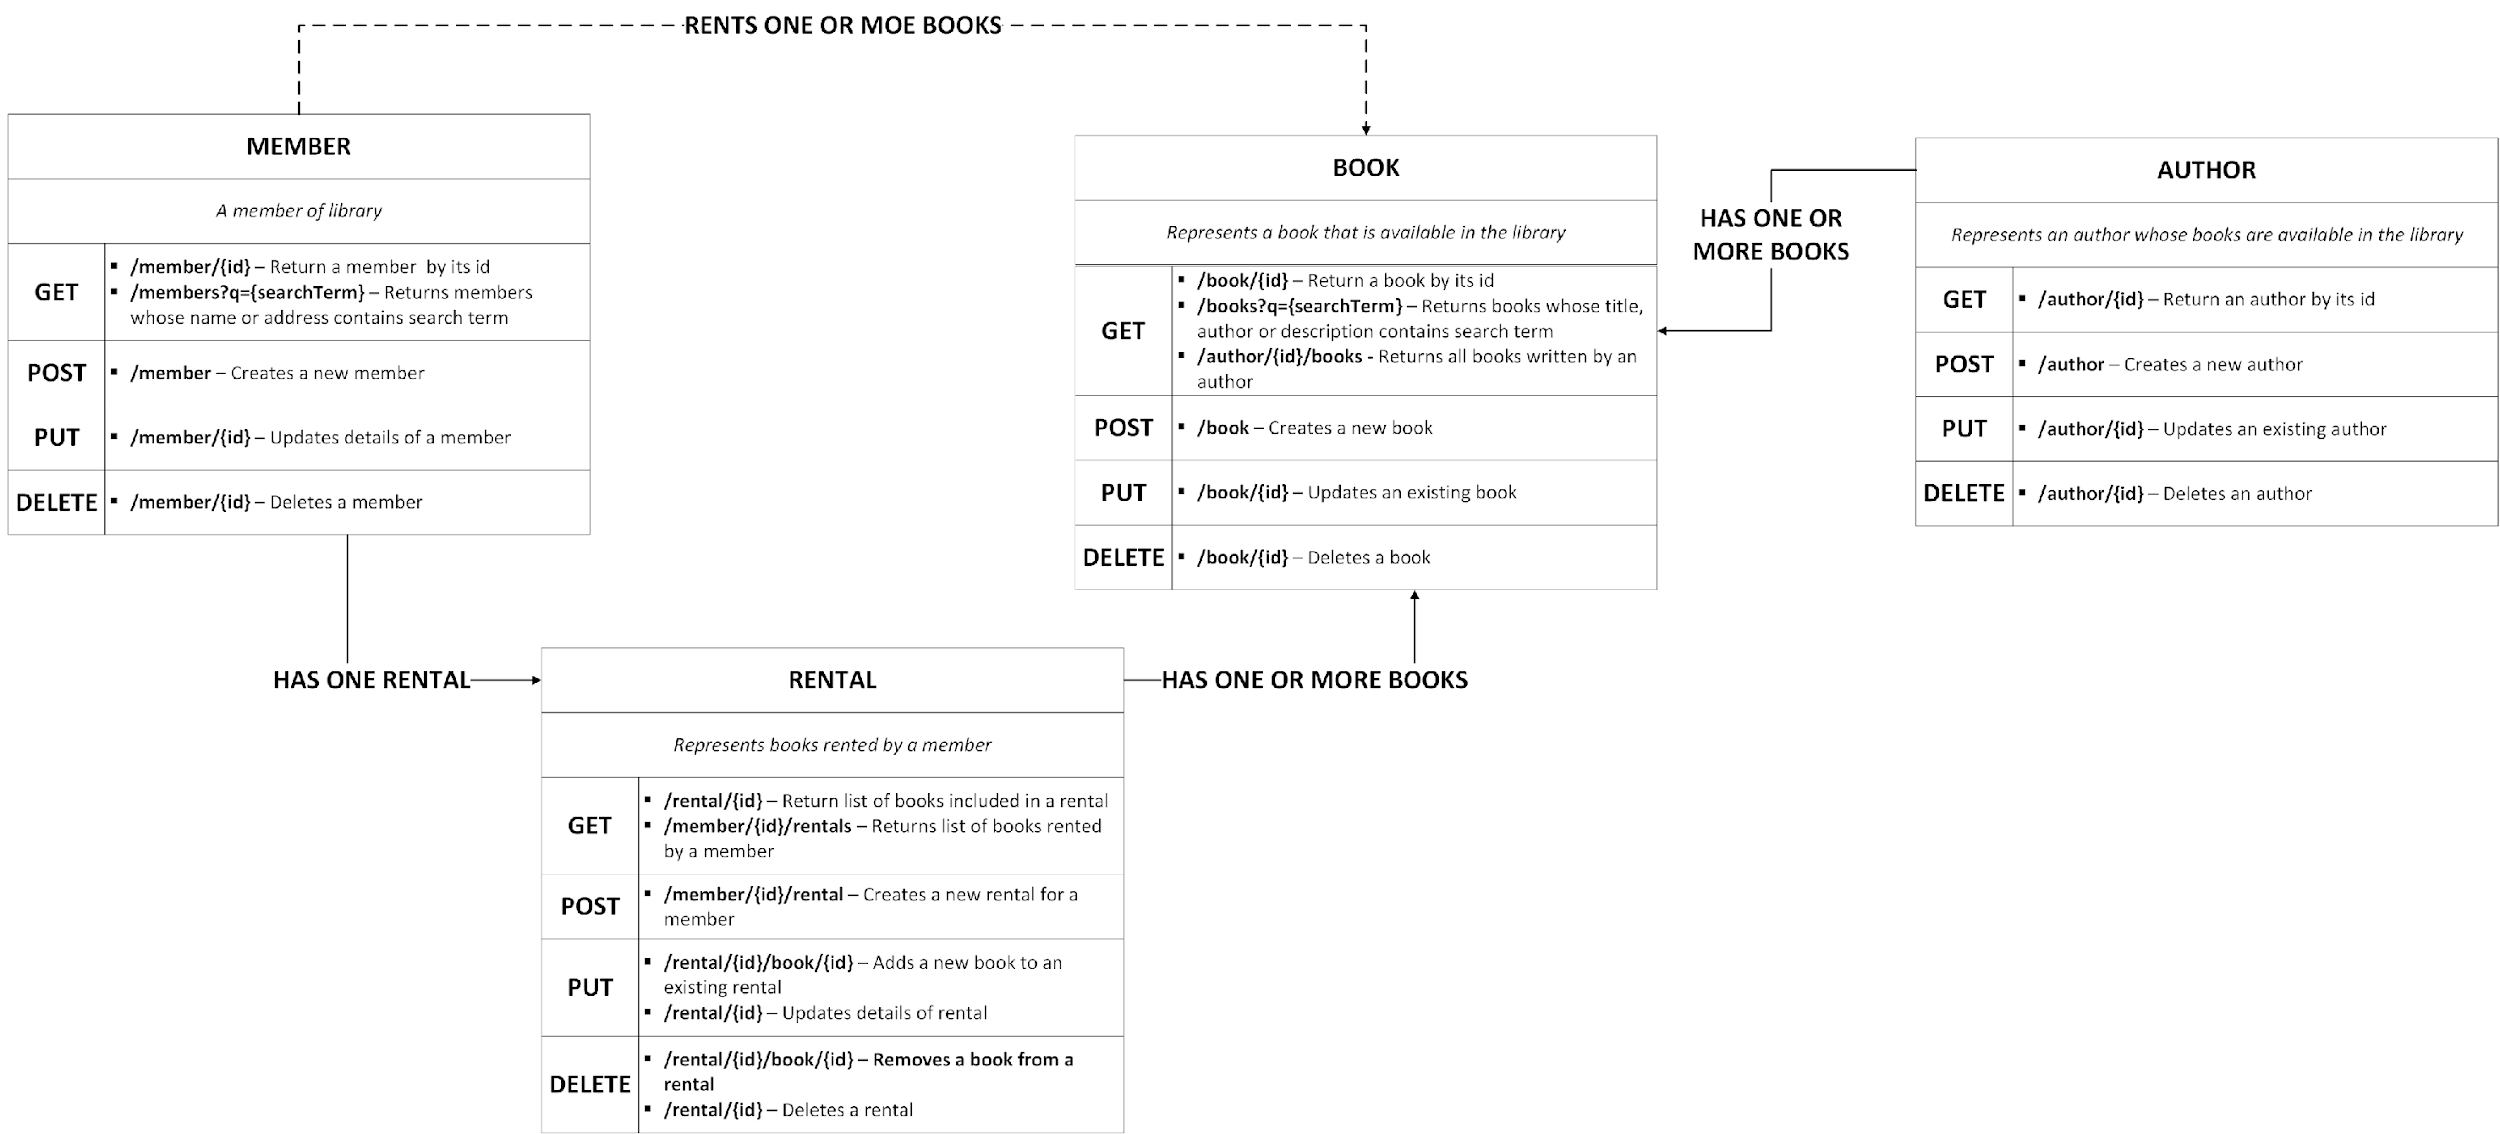 RENTS ONE OR MOE BOOKS
MEMBER
A member of library
GET
▪ /member/{id} – Return a member by its id
▪ /members?q={searchTerm} – Returns members
whose name or address contains search term
POST
▪ /member – Creates a new member
PUT
▪ /member/{id} – Updates details of a member
DELETE
▪ /member/{id} – Deletes a member
BOOK
Represents a book that is available in the library
GET
▪ /book/{id} – Return a book by its id
▪ /books?q={searchTerm} – Returns books whose title,
author or description contains search term
▪ /author/{id}/books - Returns all books written by an
author
POST
▪ /book – Creates a new book
PUT
▪ /book/{id} – Updates an existing book
DELETE
▪ /book/{id} – Deletes a book
HAS ONE OR
MORE BOOKS
AUTHOR
Represents an author whose books are available in the library
GET
▪ /author/{id} – Return an author by its id
POST
▪ /author – Creates a new author
PUT
▪ /author/{id} – Updates an existing author
DELETE
▪ /author/{id} – Deletes an author
HAS ONE RENTAL
RENTAL
HAS ONE OR MORE BOOKS
Represents books rented by a member
GET
▪ /rental/{id} – Return list of books included in a rental
▪ /member/{id}/rentals – Returns list of books rented
by a member
POST
▪ /member/{id}/rental – Creates a new rental for a
member
PUT
▪ /rental/{id}/book/{id} – Adds a new book to an
existing rental
▪ /rental/{id} – Updates details of rental
DELETE
▪ /rental/{id}/book/{id} – Removes a book from a
rental
▪ /rental/{id} – Deletes a rental